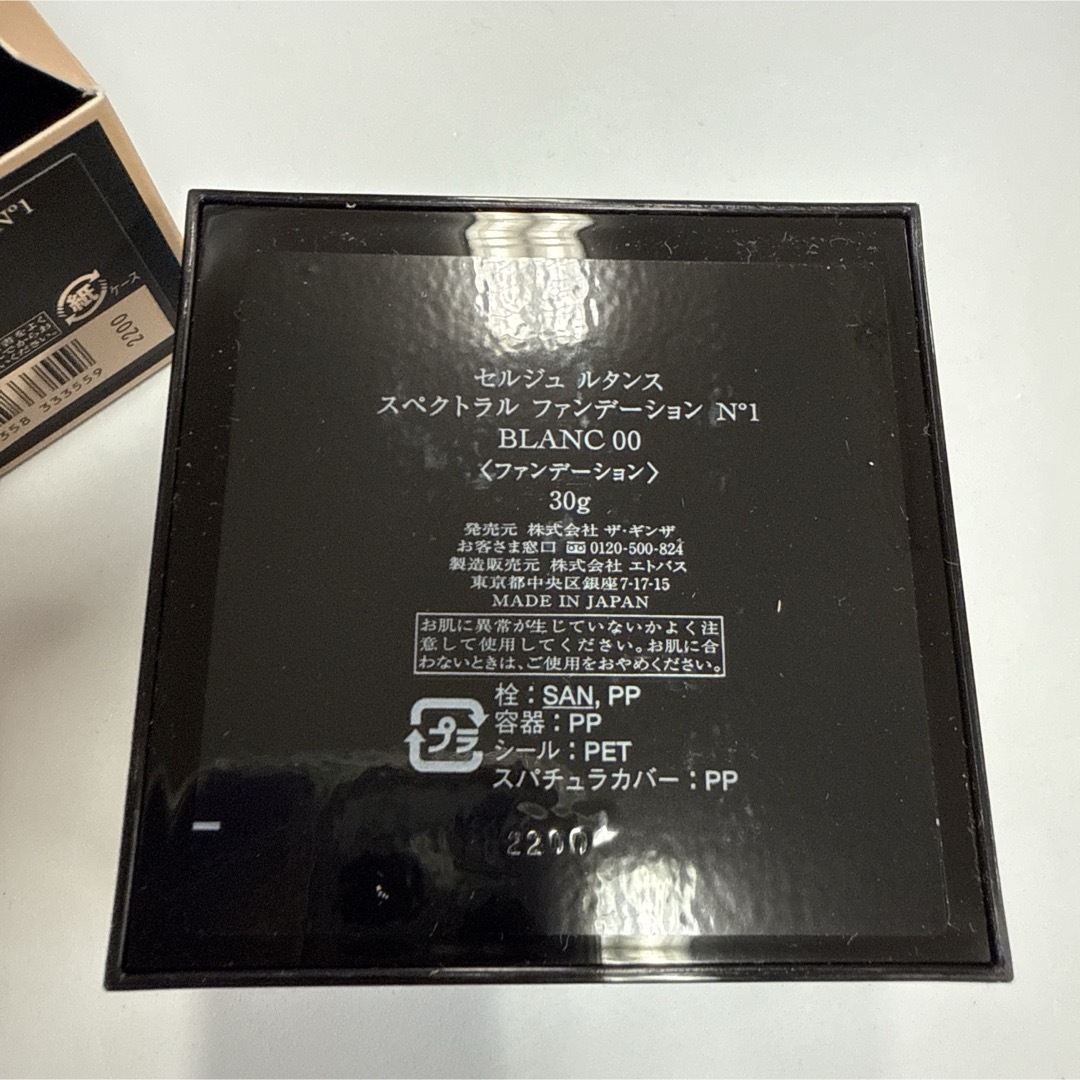 セルジュ ルタンス
スペクトラル ファンデーション N°1
BLANC 00
〈ファンデーション〉
30g
発売元 株式会社 ザ・ギンザ
お客さま窓口 0120-500-824
製造販売元 株式会社 エトバス
東京都中央区銀座7-17-15
MADE IN JAPAN
お肌に異常が生じていないかよく注
意して使用してください。お肌に合
わないときは、ご使用をおやめください。
プラ
栓：SAN, PP
容器：PP
シール：PET
スパチュラカバー：PP
2200
N°1
紙
ケース
2200
358 333559